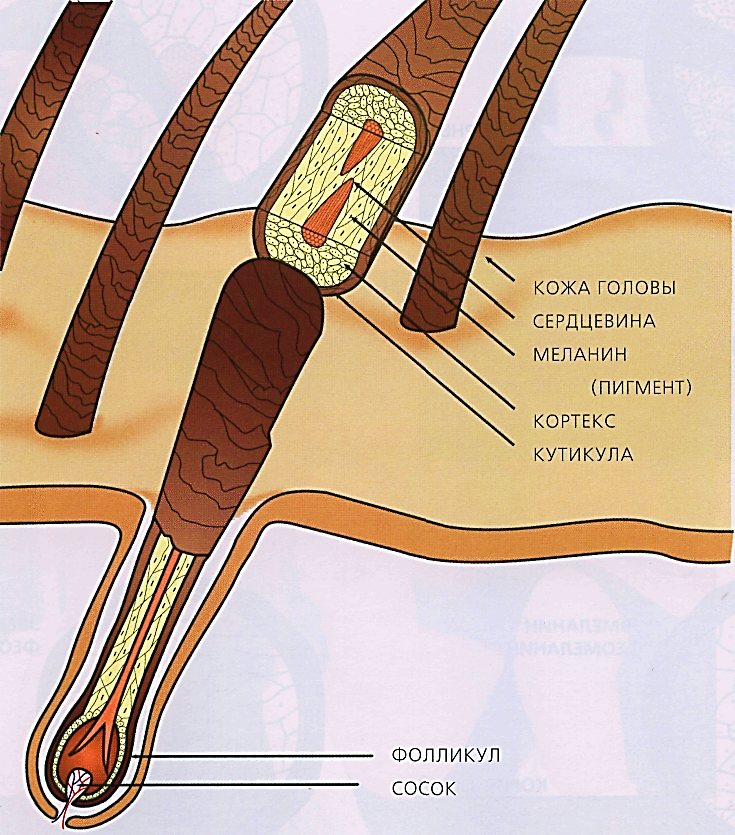 КОЖА ГОЛОВЫ
СЕРДЦЕВИНА
МЕЛАНИН
(ПИГМЕНТ)
КОРТЕКС
КУТИКУЛА
ФОЛЛИКУЛ
СОСОК